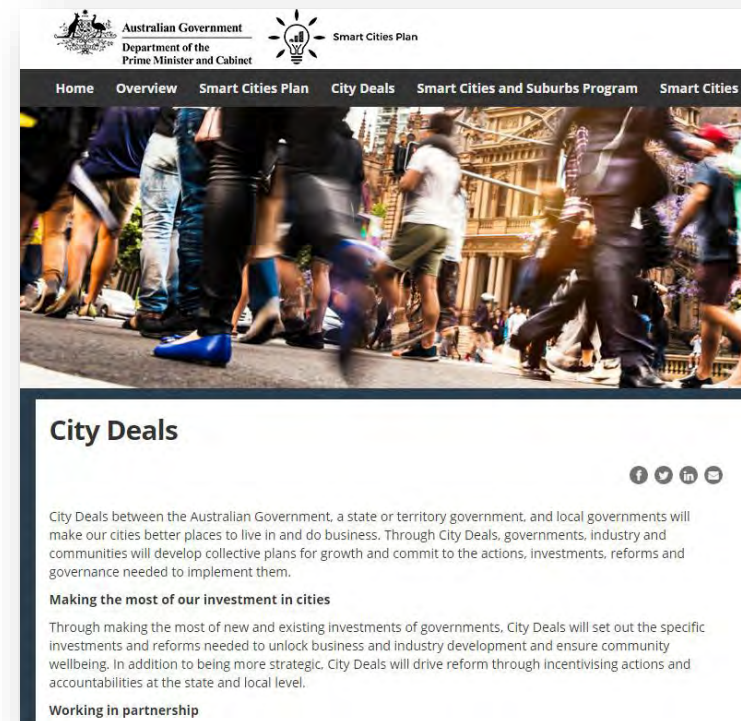 Australian Government
Department of the
Prime Minister and Cabinet
Smart Cities Plan
Home Overview Smart Cities Plan City Deals Smart Cities and Suburbs Program Smart Cities
City Deals
City Deals between the Australian Government, a state or territory government, and local governments will
make our cities better places to live in and do business. Through City Deals, governments, industry and
communities will develop collective plans for growth and commit to the actions, investments, reforms and
governance needed to implement them.
Making the most of our investment in cities
Through making the most of new and existing investments of governments, City Deals will set out the specific
investments and reforms needed to unlock business and industry development and ensure community
wellbeing. In addition to being more strategic, City Deals will drive reform through incentivising actions and
accountabilities at the state and local level.
Working in partnership